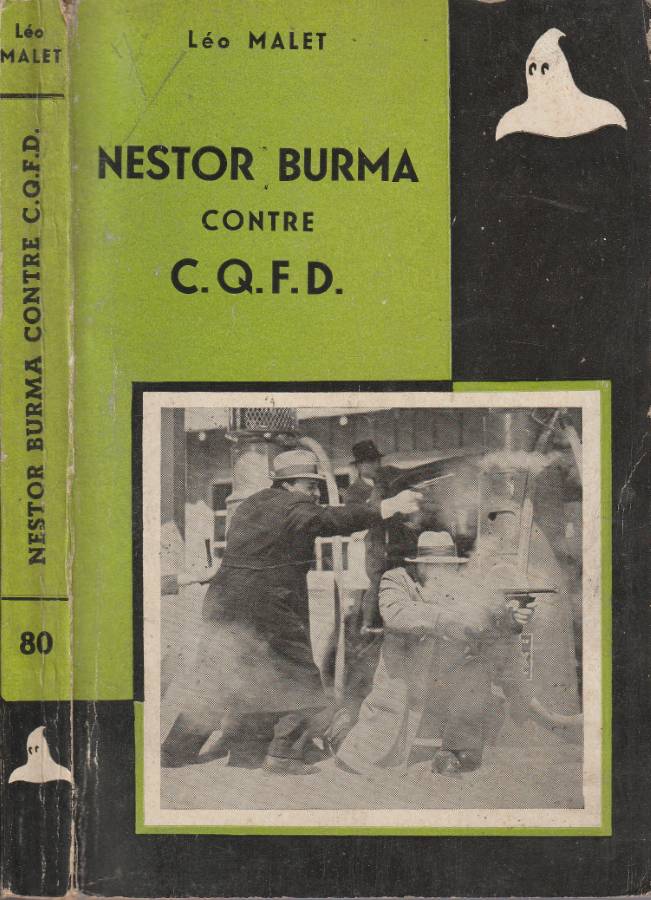 Léo
MALET
NESTOR BURMA CONTRE C.Q.F.D.
80
Léo MALET
NESTOR BURMA
CONTRE
C.Q.F.D.